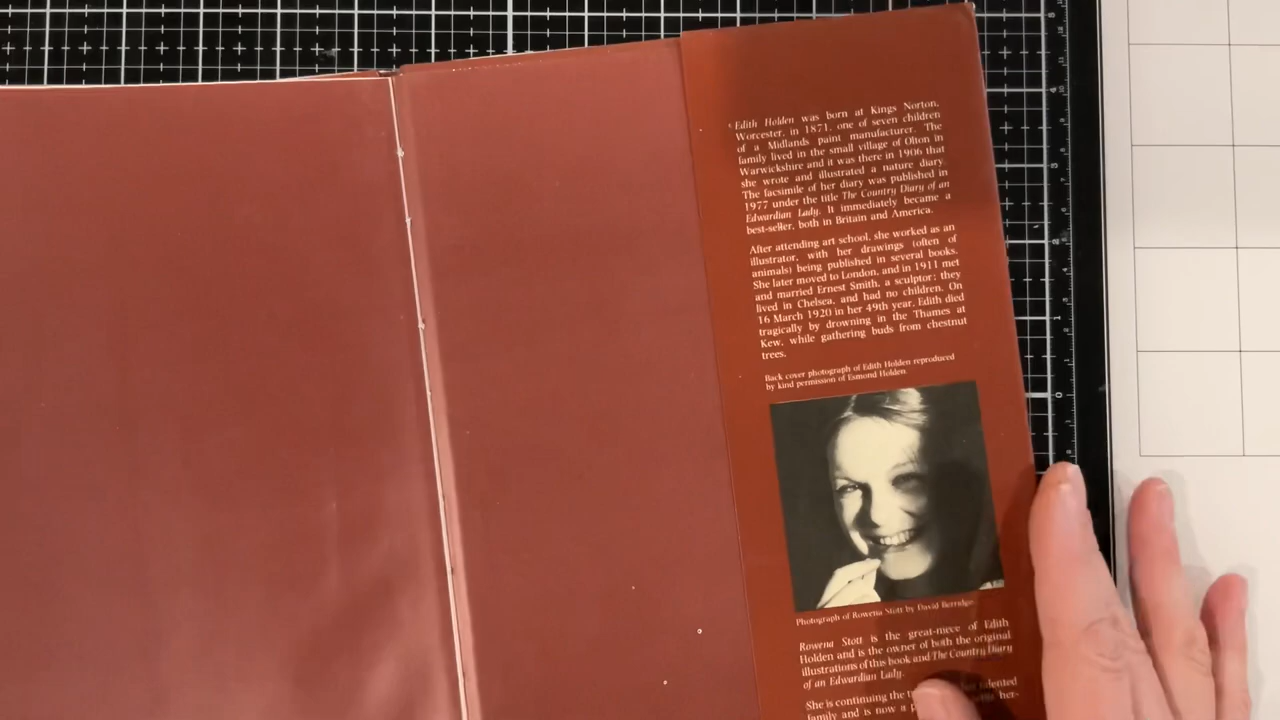 Edith Holden was born at Kings Norton,
Worcester, in 1871, one of seven children
of a Midlands paint manufacturer. The
family lived in the small village of Olton in
Warwickshire and it was there in 1906 that
she wrote and illustrated a nature diary.
The facsimile of her diary was published in
1977 under the title The Country Diary of an
Edwardian Lady. It immediately became a
best-seller, both in Britain and America.
After attending art school, she worked as an
illustrator, with her drawings (often of
animals) being published in several books.
She later moved to London, and in 1911 met
and married Ernest Smith, a sculptor; they
lived in Chelsea, and had no children. On
16 March 1920 in her 49th year, Edith died
tragically by drowning in the Thames at
Kew, while gathering buds from chestnut
trees.
Back cover photograph of Edith Holden reproduced
by kind permission of Esmond Holden.
Photograph of Rowena Stott by David Berridge.
Rowena Stott is the great-niece of Edith
Holden and is the owner of both the original
illustrations of this book and The Country Diary
of an Edwardian Lady.
She is continuing the talented
family and is now a her-